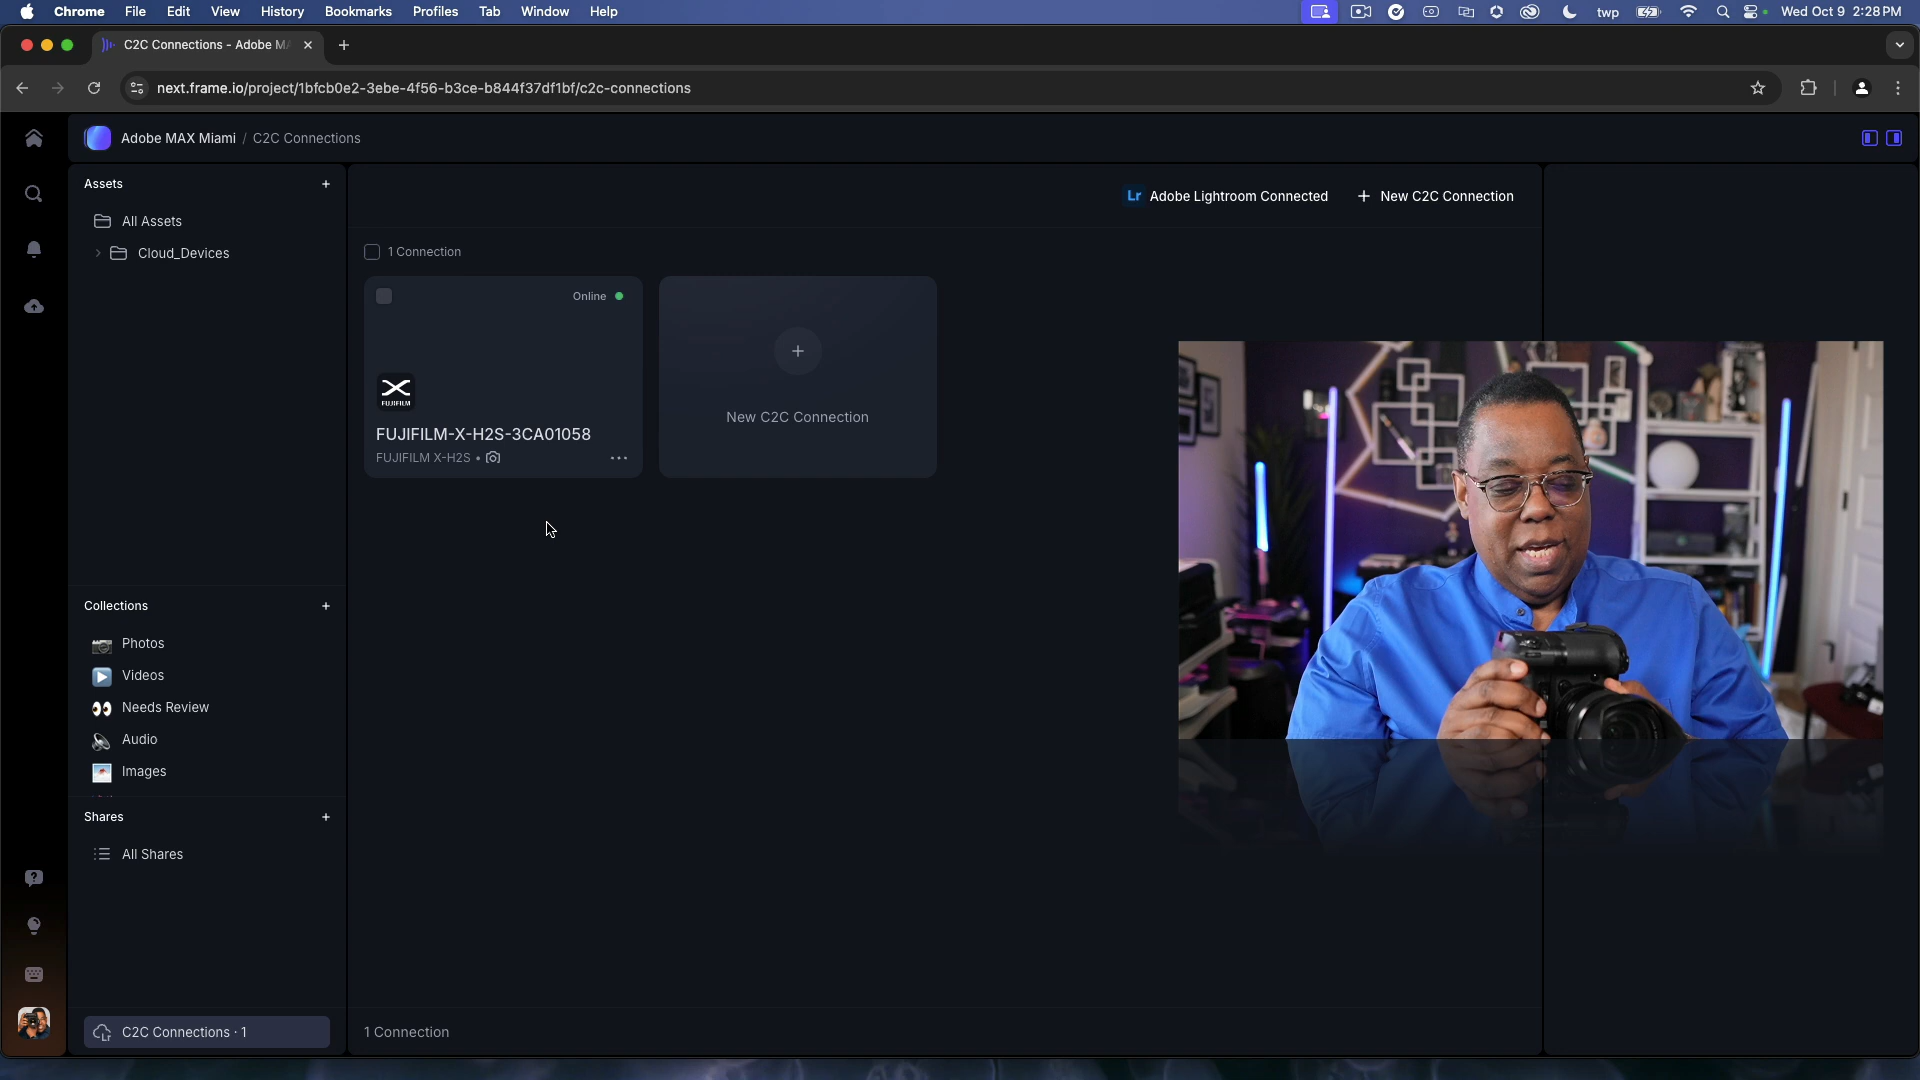 Chrome File Edit View History Bookmarks Profiles Tab Window Help twp Wed Oct 9 2:28 PM
C2C Connections - Adobe MA
next.frame.io/project/1bfcb0e2-3ebe-4f56-b3ce-b844f37df1bf/c2c-connections
Adobe MAX Miami / C2C Connections
Assets +
All Assets
Cloud_Devices
Lr Adobe Lightroom Connected + New C2C Connection
1 Connection
Online
FUJIFILM
FUJIFILM-X-H2S-3CA01058
FUJIFILM X-H2S •
New C2C Connection
Collections +
Photos
Videos
Needs Review
Audio
Images
Shares +
All Shares
C2C Connections · 1
1 Connection